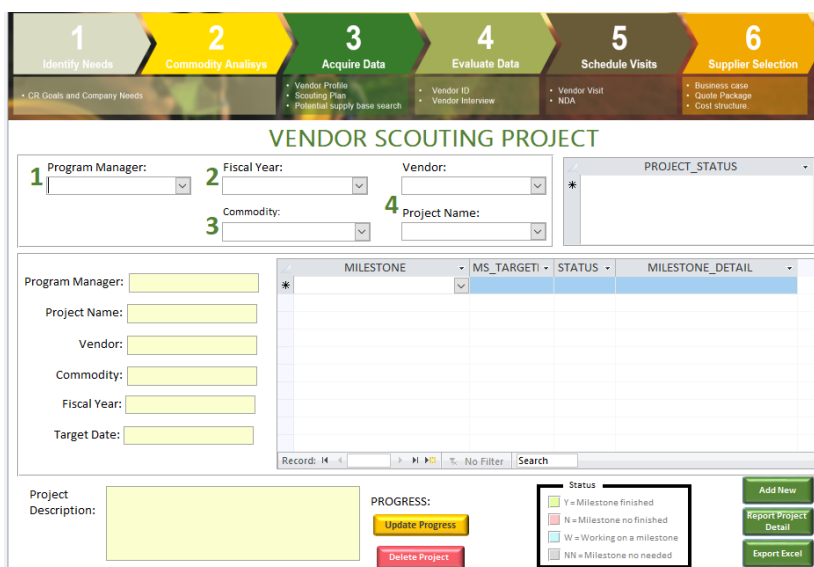 1 2 3 4 5 6
Identify Needs Commodity Analisys Acquire Data Evaluate Data Schedule Visits Supplier Selection
• CR Goals and Company Needs
• Vendor Profile
• Scouting Plan
• Potential supply base search
• Vendor ID
• Vendor Interview
• Vendor Visit
• NDA
• Business case
• Quote Package
• Cost structure
VENDOR SCOUTING PROJECT
1 Program Manager:
2 Fiscal Year:
Vendor:
3 Commodity:
4 Project Name:
PROJECT_STATUS
Program Manager:
Project Name:
Vendor:
Commodity:
Fiscal Year:
Target Date:
MILESTONE MS_TARGET STATUS MILESTONE_DETAIL
Record: No Filter Search
Project
Description:
PROGRESS:
Update Progress
Delete Project
Status
Y = Milestone finished
N = Milestone no finished
W = Working on a milestone
NN = Milestone no needed
Add New
Report Project
Detail
Export Excel